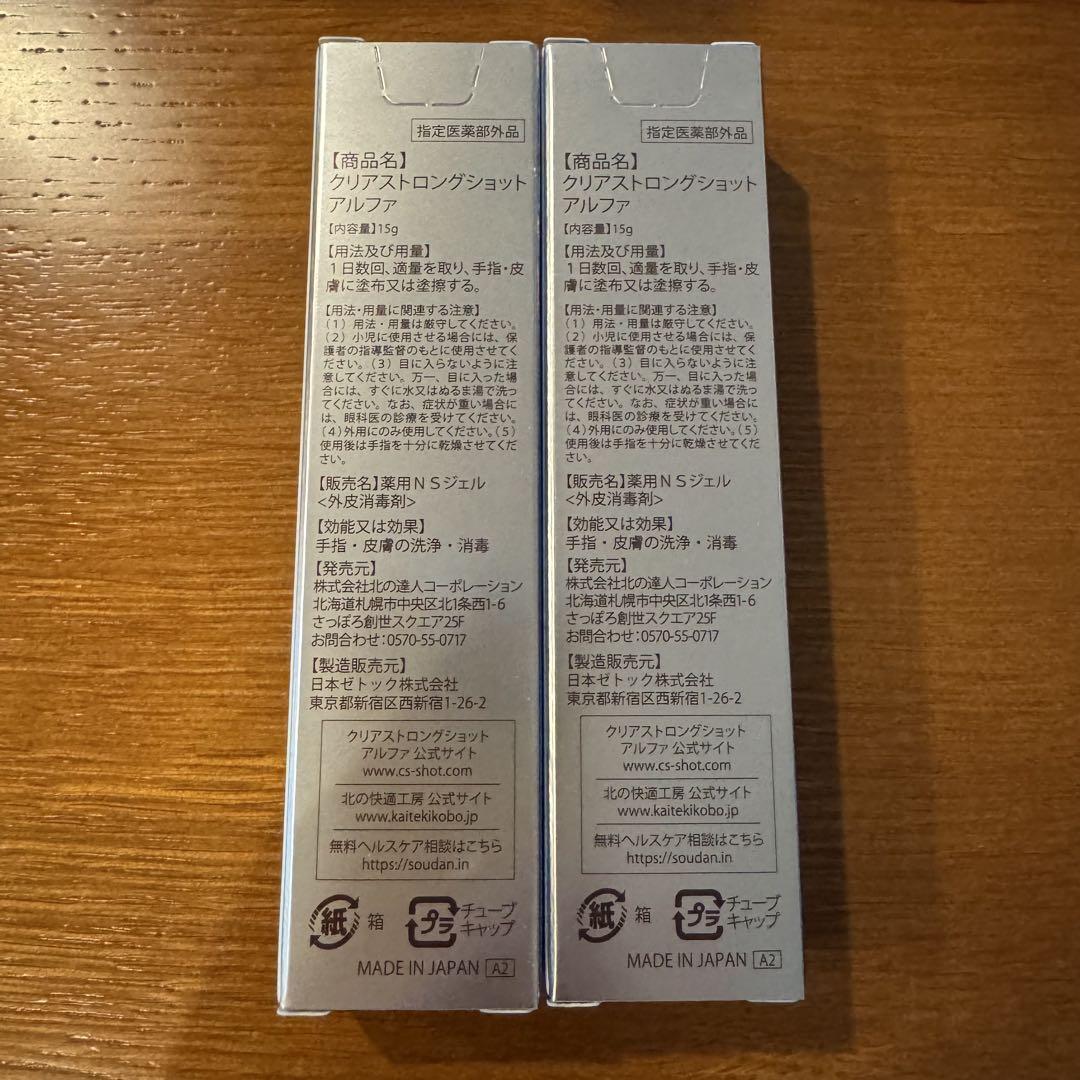 指定医薬部外品
【商品名】
クリアストロングショット
アルファ
【内容量】15g
【用法及び用量】
1日数回、適量を取り、手指・皮
膚に塗布又は塗擦する。
【用法・用量に関連する注意】
(1) 用法・用量は厳守してください。
(2) 小児に使用させる場合には、保
護者の指導監督のもとに使用させてく
ださい。(3) 目に入らないように注
意してください。万一、目に入った場
合には、すぐに水又はぬるま湯で洗っ
てください。なお、症状が重い場合に
は、眼科医の診療を受けてください。
(4)外用にのみ使用してください。(5)
使用後は手指を十分に乾燥させてくだ
さい。
【販売名】薬用NSジェル
<外皮消毒剤>
【効能又は効果】
手指・皮膚の洗浄・消毒
【発売元】
株式会社北の達人コーポレーション
北海道札幌市中央区北1条西1-6
さっぽろ創世スクエア25F
お問合わせ:0570-55-0717
【製造販売元】
日本ゼトック株式会社
東京都新宿区西新宿1-26-2
クリアストロングショット
アルファ 公式サイト
www.cs-shot.com
北の快適工房 公式サイト
www.kaitekikobo.jp
無料ヘルスケア相談はこちら
https://soudan.in
紙 箱 プラ チューブ
キャップ
MADE IN JAPAN A2
指定医薬部外品
【商品名】
クリアストロングショット
アルファ
【内容量】15g
【用法及び用量】
1日数回、適量を取り、手指・皮
膚に塗布又は塗擦する。
【用法・用量に関連する注意】
(1) 用法・用量は厳守してください。
(2) 小児に使用させる場合には、保
護者の指導監督のもとに使用させてく
ださい。(3) 目に入らないように注
意してください。万一、目に入った場
合には、すぐに水又はぬるま湯で洗っ
てください。なお、症状が重い場合に
は、眼科医の診療を受けてください。
(4)外用にのみ使用してください。(5)
使用後は手指を十分に乾燥させてくだ
さい。
【販売名】薬用NSジェル
<外皮消毒剤>
【効能又は効果】
手指・皮膚の洗浄・消毒
【発売元】
株式会社北の達人コーポレーション
北海道札幌市中央区北1条西1-6
さっぽろ創世スクエア25F
お問合わせ:0570-55-0717
【製造販売元】
日本ゼトック株式会社
東京都新宿区西新宿1-26-2
クリアストロングショット
アルファ 公式サイト
www.cs-shot.com
北の快適工房 公式サイト
www.kaitekikobo.jp
無料ヘルスケア相談はこちら
https://soudan.in
紙 箱 プラ チューブ
キャップ
MADE IN JAPAN A2